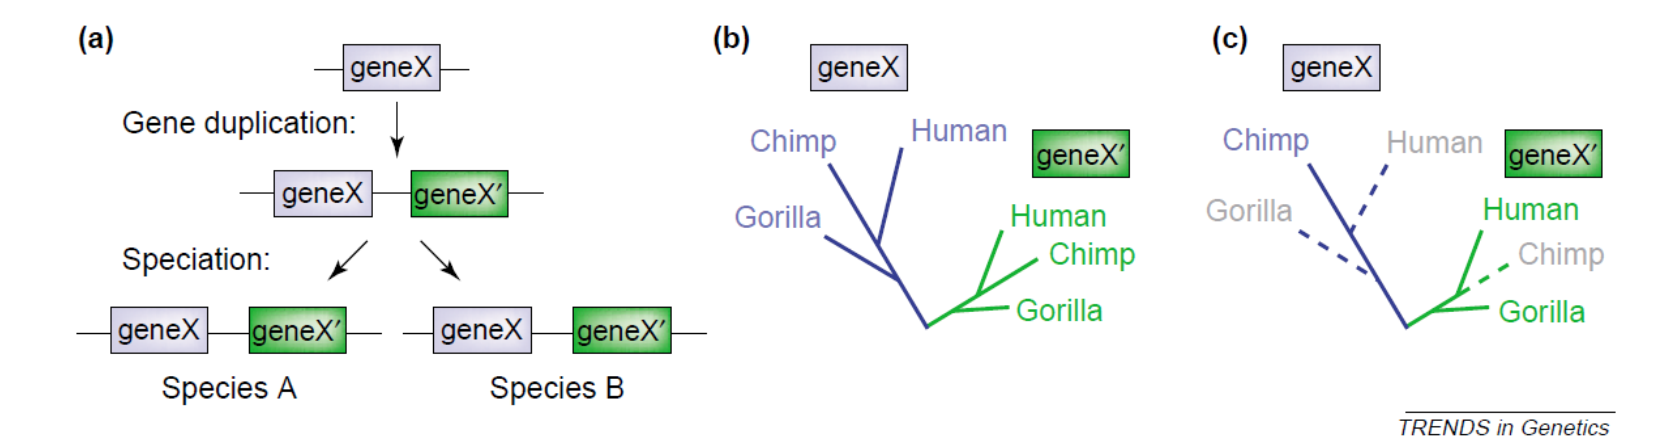 (a)
geneX
Gene duplication:
geneX geneX′
Speciation:
geneX geneX′ geneX geneX′
Species A Species B
(b)
geneX
Chimp Human
geneX′
Gorilla Human
Chimp
Gorilla
(c)
geneX
Chimp Human
geneX′
Gorilla Human
Chimp
Gorilla
TRENDS in Genetics